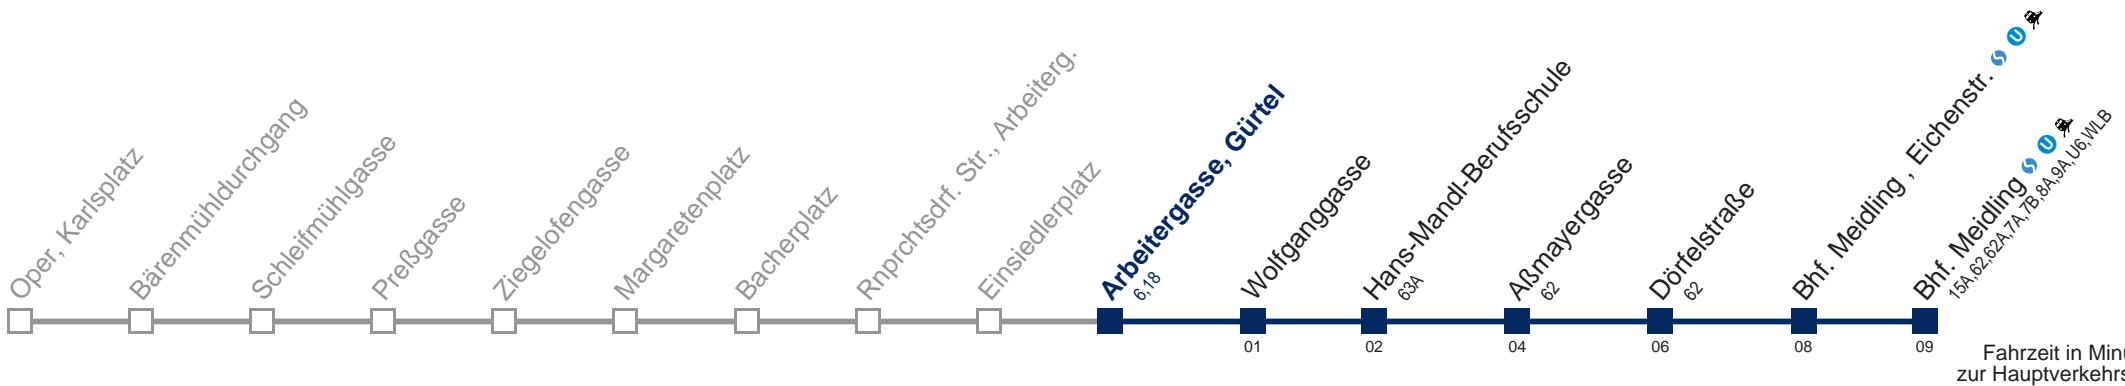 Oper, Karlsplatz
Bärenmühldurchgang
Schleifmühlgasse
Preßgasse
Ziegelofengasse
Margaretenplatz
Bacherplatz
Rnprchtsdrf. Str., Arbeiterg.
Einsiedlerplatz
Arbeitergasse, Gürtel
6,18
Wolfganggasse
Hans-Mandl-Berufsschule
63A
Aßmayergasse
62
Dörfelstraße
62
Bhf. Meidling , Eichenstr. S U
Bhf. Meidling S U
15A,62,62A,7A,7B,8A,9A,U6,WLB
01
02
04
06
08
09
Fahrzeit in Minu
zur Hauptverkehrs